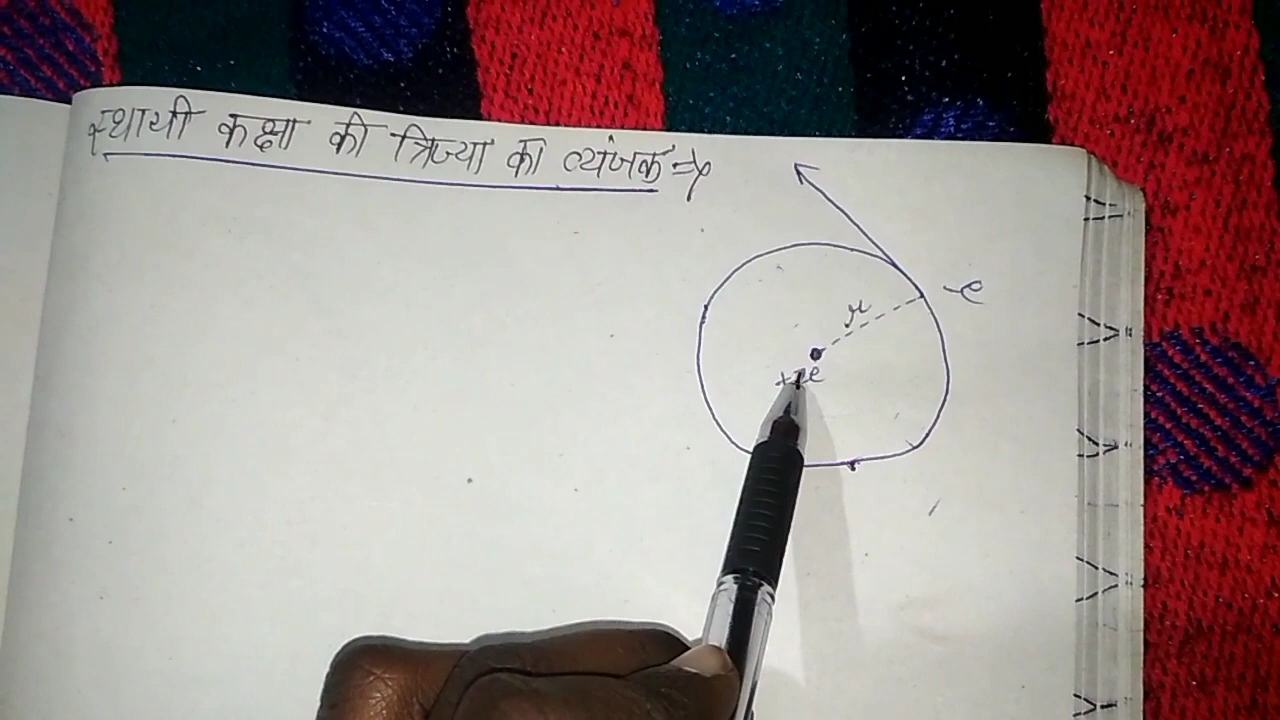 स्थायी कक्षा की त्रिज्या का व्यंजक ⇒
-e
r
+ze